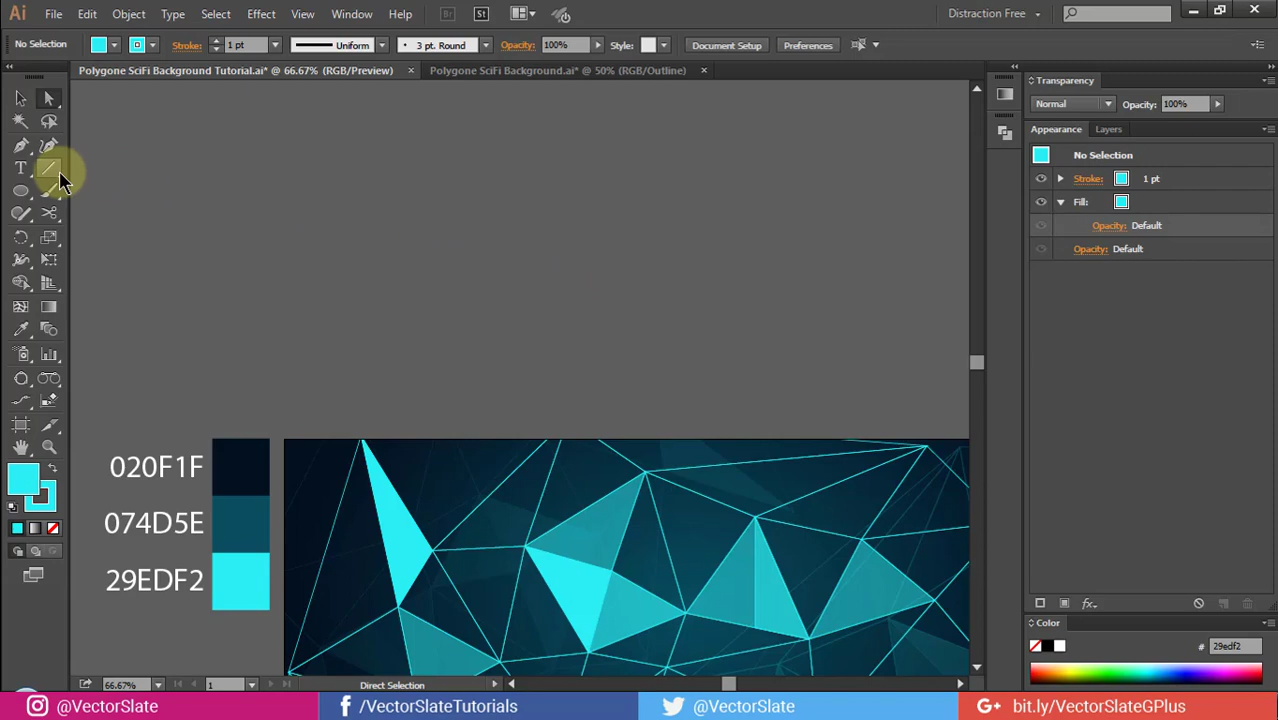 Ai File Edit Object Type Select Effect View Window Help Br St Distraction Free
No Selection Stroke: 1 pt Uniform 3 pt. Round Opacity: 100% Style: Document Setup Preferences
Polygone SciFi Background Tutorial.ai* @ 66.67% (RGB/Preview) × Polygone SciFi Background.ai* @ 50% (RGB/Outline) ×
Transparency
Normal Opacity: 100%
Appearance Layers
No Selection
Stroke: 1 pt
Fill:
Opacity: Default
Opacity: Default
T
020F1F
074D5E
29EDF2
fx
Color
# 29edf2
66.67% 1 Direct Selection
@VectorSlate /VectorSlateTutorials @VectorSlate G+ bit.ly/VectorSlateGPlus